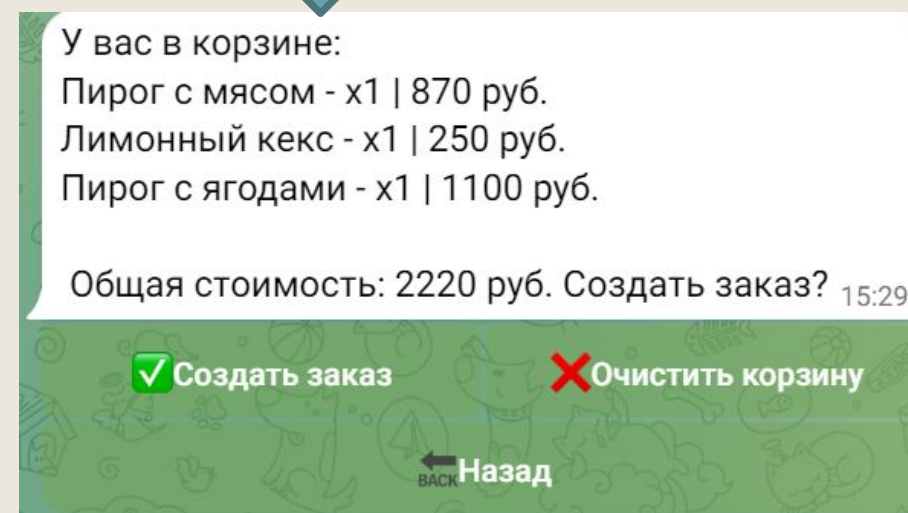 У вас в корзине:
Пирог с мясом - x1 | 870 руб.
Лимонный кекс - x1 | 250 руб.
Пирог с ягодами - x1 | 1100 руб.
Общая стоимость: 2220 руб. Создать заказ? 15:29
✅Создать заказ ❌Очистить корзину
🔙Назад